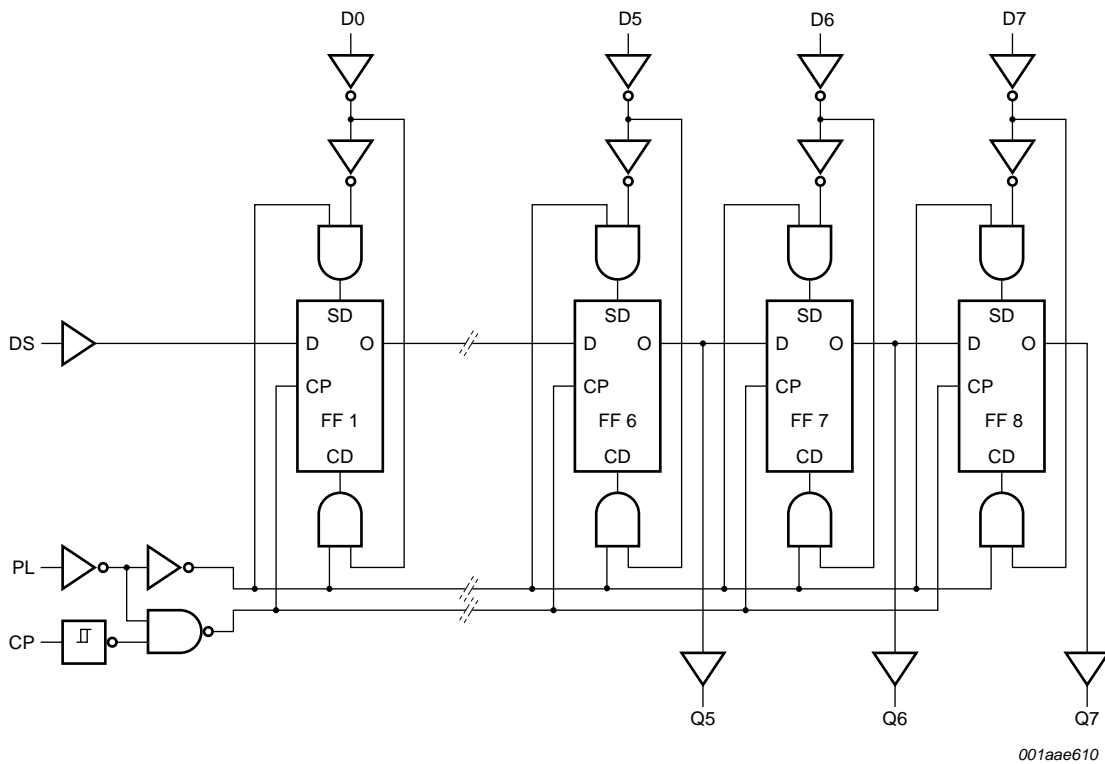 D0 D5 D6 D7
SD SD SD SD
DS D O D O D O D O
CP CP CP CP
FF 1 FF 6 FF 7 FF 8
CD CD CD CD
PL
CP
Q5 Q6 Q7
001aae610